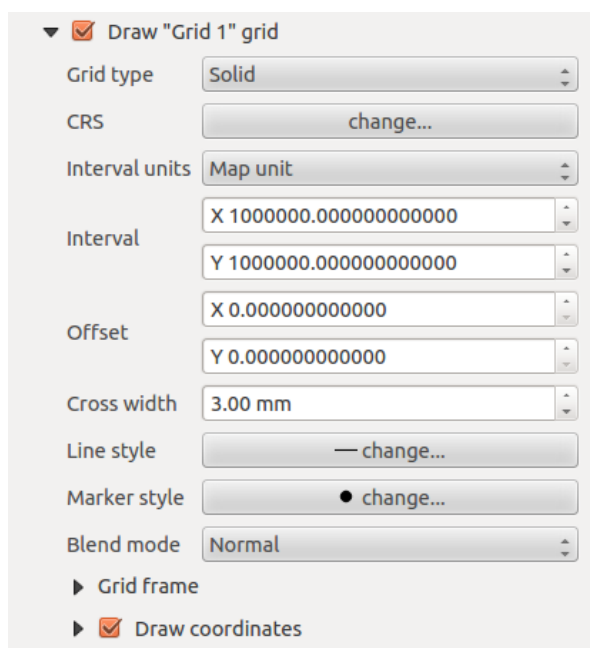 Draw "Grid 1" grid
Grid type Solid
CRS change...
Interval units Map unit
Interval
X 1000000.000000000000
Y 1000000.000000000000
Offset
X 0.000000000000
Y 0.000000000000
Cross width 3.00 mm
Line style change...
Marker style change...
Blend mode Normal
Grid frame
Draw coordinates